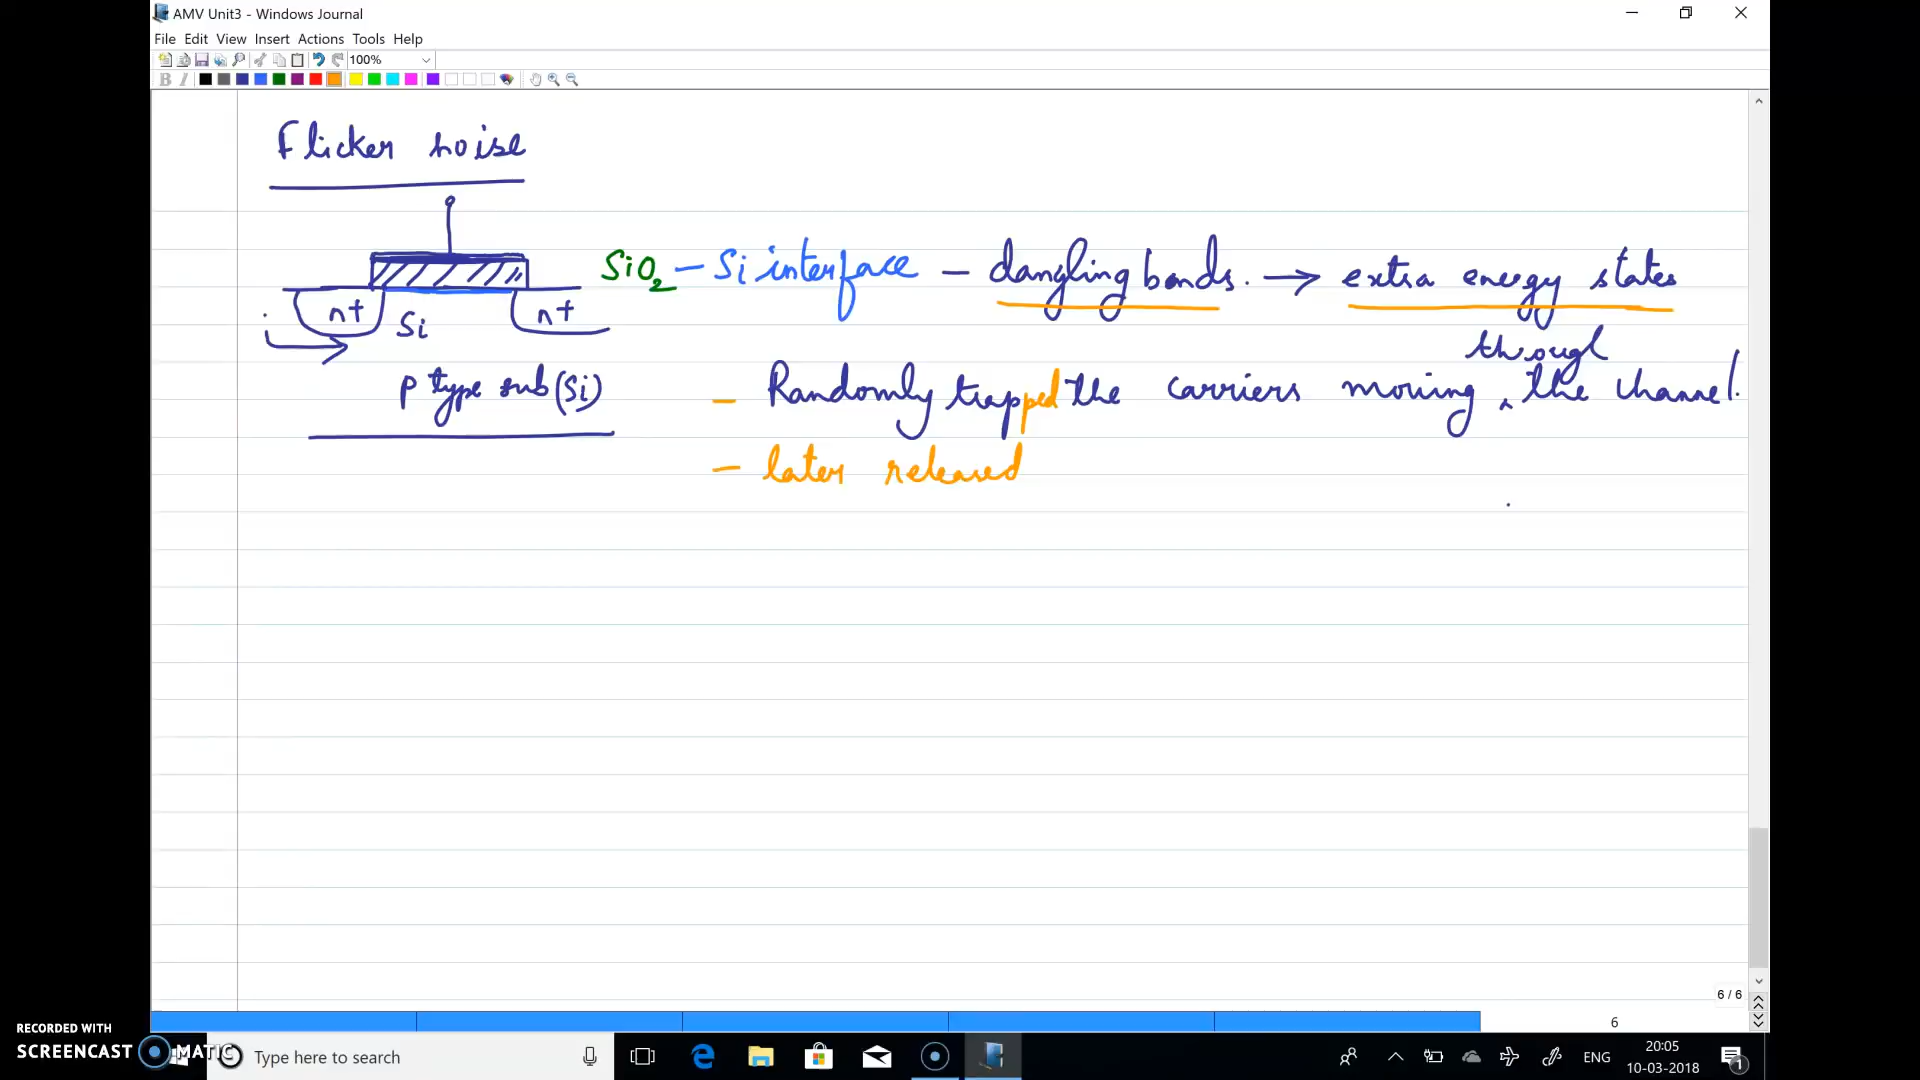 AMV Unit3 - Windows Journal
File Edit View Insert Actions Tools Help
100%
B I
Flicker noise
SiO2 - Si interface - dangling bonds. → extra energy states
n+ Si n+
through
p type sub (Si)
- Randomly trapped the carriers moving ^ the channel.
- later released
6 / 6
6
RECORDED WITH
SCREENCAST MATIC
Type here to search
ENG
20:05
10-03-2018
1